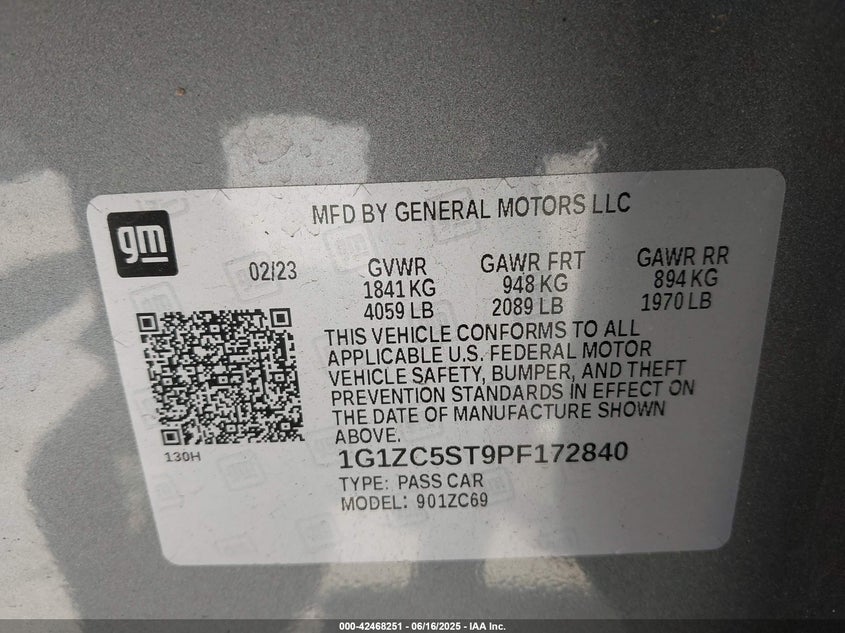 gm
MFD BY GENERAL MOTORS LLC
02/23
GVWR
1841 KG
4059 LB
GAWR FRT
948 KG
2089 LB
GAWR RR
894 KG
1970 LB
THIS VEHICLE CONFORMS TO ALL
APPLICABLE U.S. FEDERAL MOTOR
VEHICLE SAFETY, BUMPER, AND THEFT
PREVENTION STANDARDS IN EFFECT ON
THE DATE OF MANUFACTURE SHOWN
ABOVE.
130H
1G1ZC5ST9PF172840
TYPE: PASS CAR
MODEL: 901ZC69
000-42468251 - 06/16/2025 - IAA Inc.